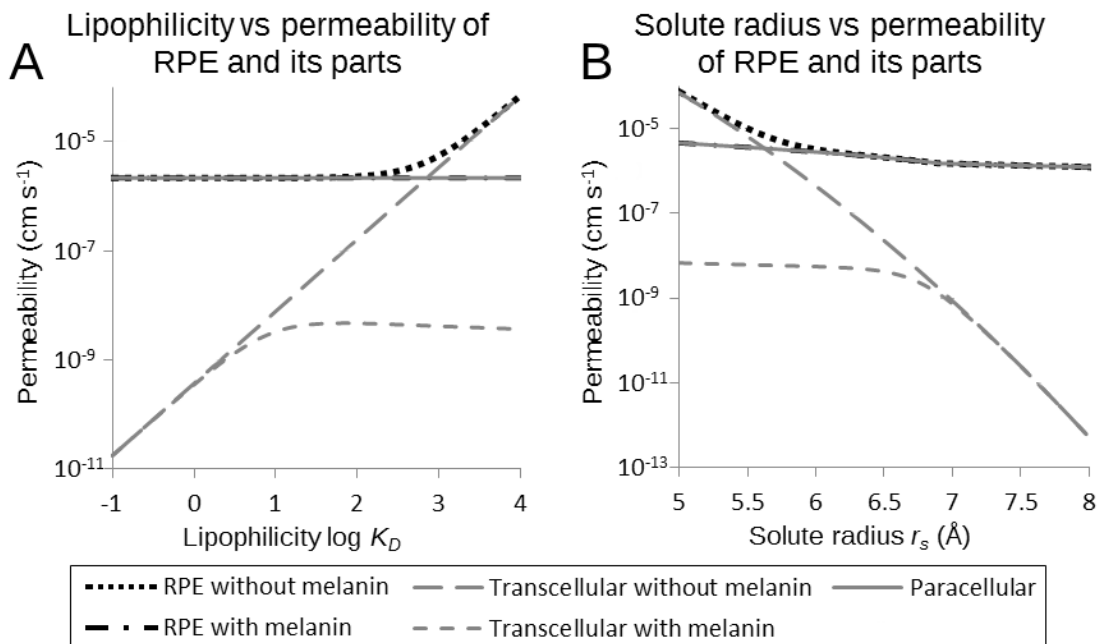 A
Lipophilicity vs permeability of
RPE and its parts
Permeability (cm s⁻¹)
10⁻⁵
10⁻⁷
10⁻⁹
10⁻¹¹
-1 0 1 2 3 4
Lipophilicity log K_D
B
Solute radius vs permeability
of RPE and its parts
Permeability (cm s⁻¹)
10⁻⁵
10⁻⁷
10⁻⁹
10⁻¹¹
10⁻¹³
5 5.5 6 6.5 7 7.5 8
Solute radius r_s (Å)
RPE without melanin Transcellular without melanin Paracellular
RPE with melanin Transcellular with melanin